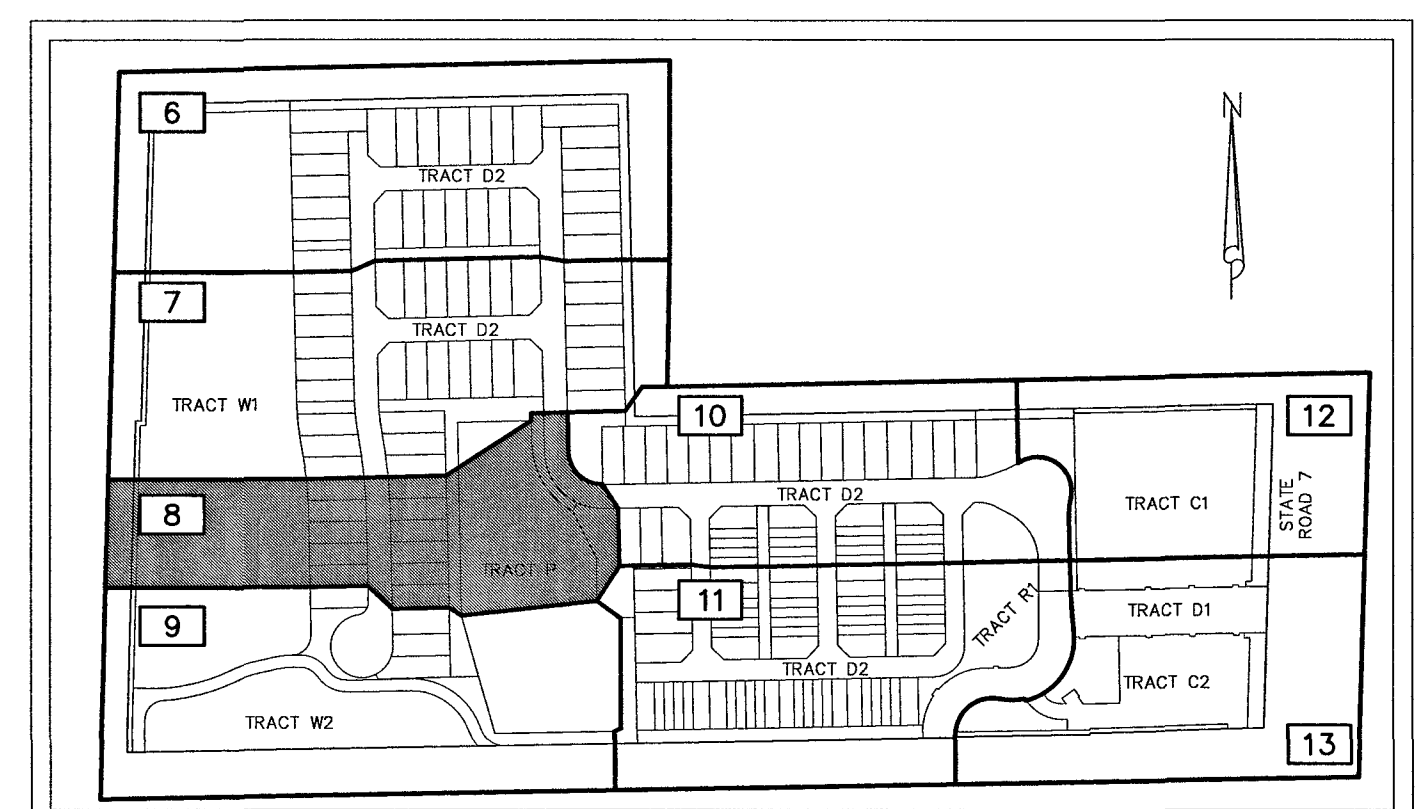 6
N
TRACT D2
7
TRACT D2
TRACT W1
10
12
TRACT D2
TRACT C1
STATE
ROAD 7
8
TRACT P
11
TRACT R1
TRACT D1
9
TRACT D2
TRACT C2
TRACT W2
13